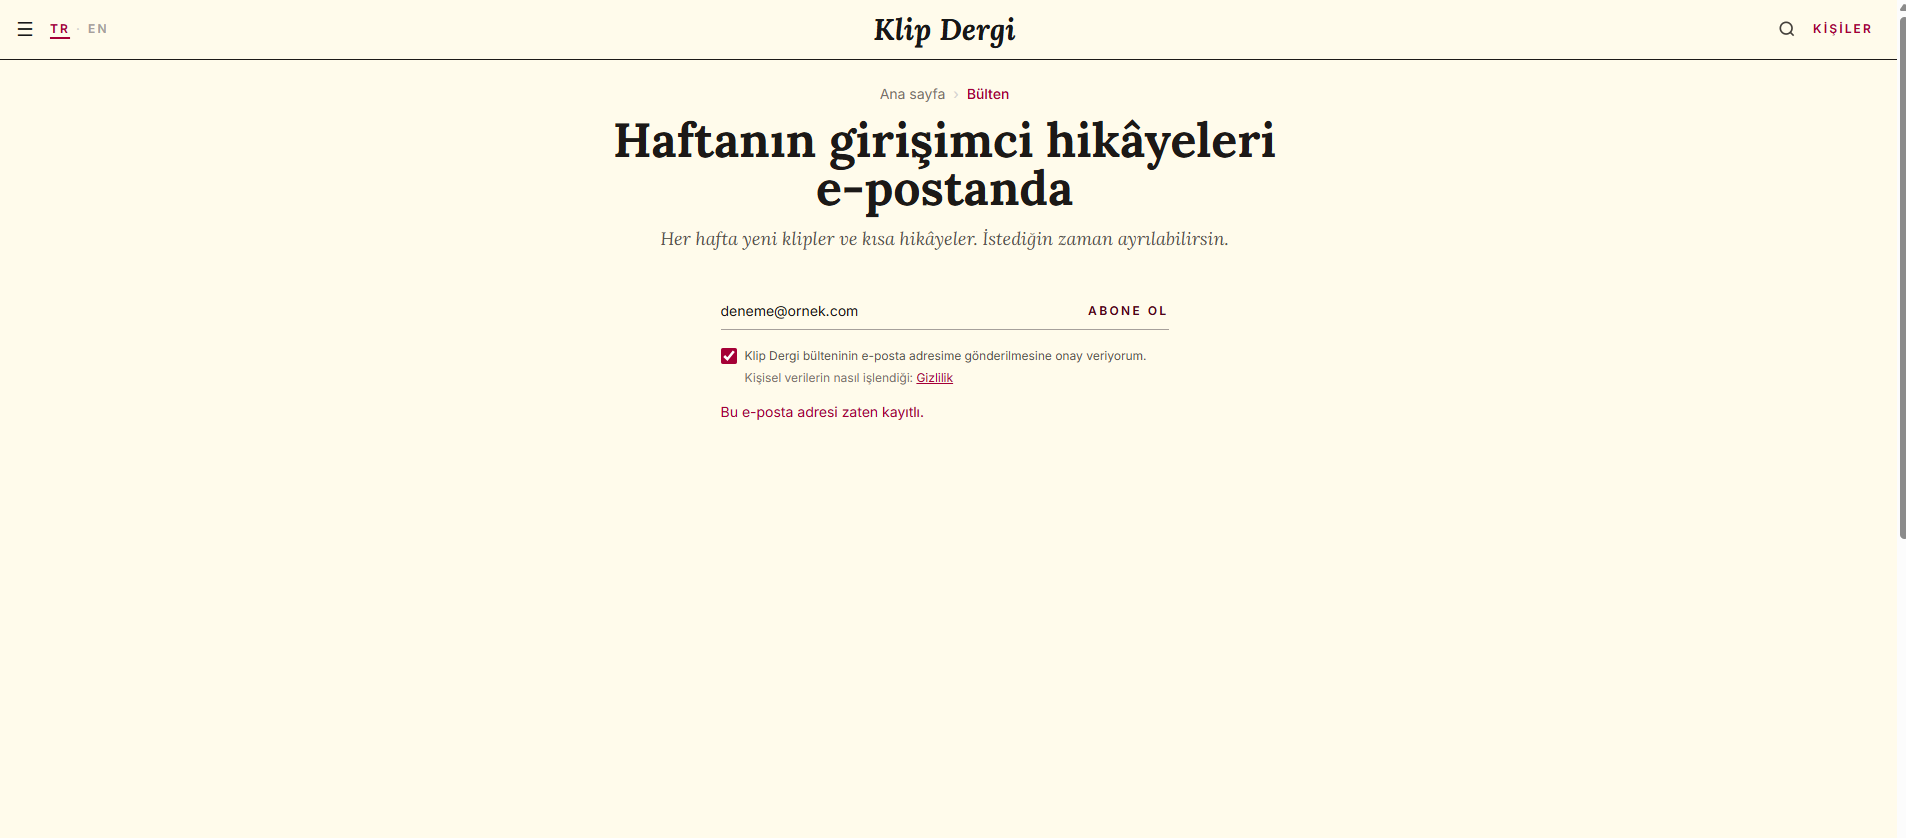 TR · EN
Klip Dergi
KİŞİLER
Ana sayfa › Bülten
Haftanın girişimci hikâyeleri
e-postanda
Her hafta yeni klipler ve kısa hikâyeler. İstediğin zaman ayrılabilirsin.
deneme@ornek.com
ABONE OL
Klip Dergi bülteninin e-posta adresime gönderilmesine onay veriyorum.
Kişisel verilerin nasıl işlendiği: Gizlilik
Bu e-posta adresi zaten kayıtlı.